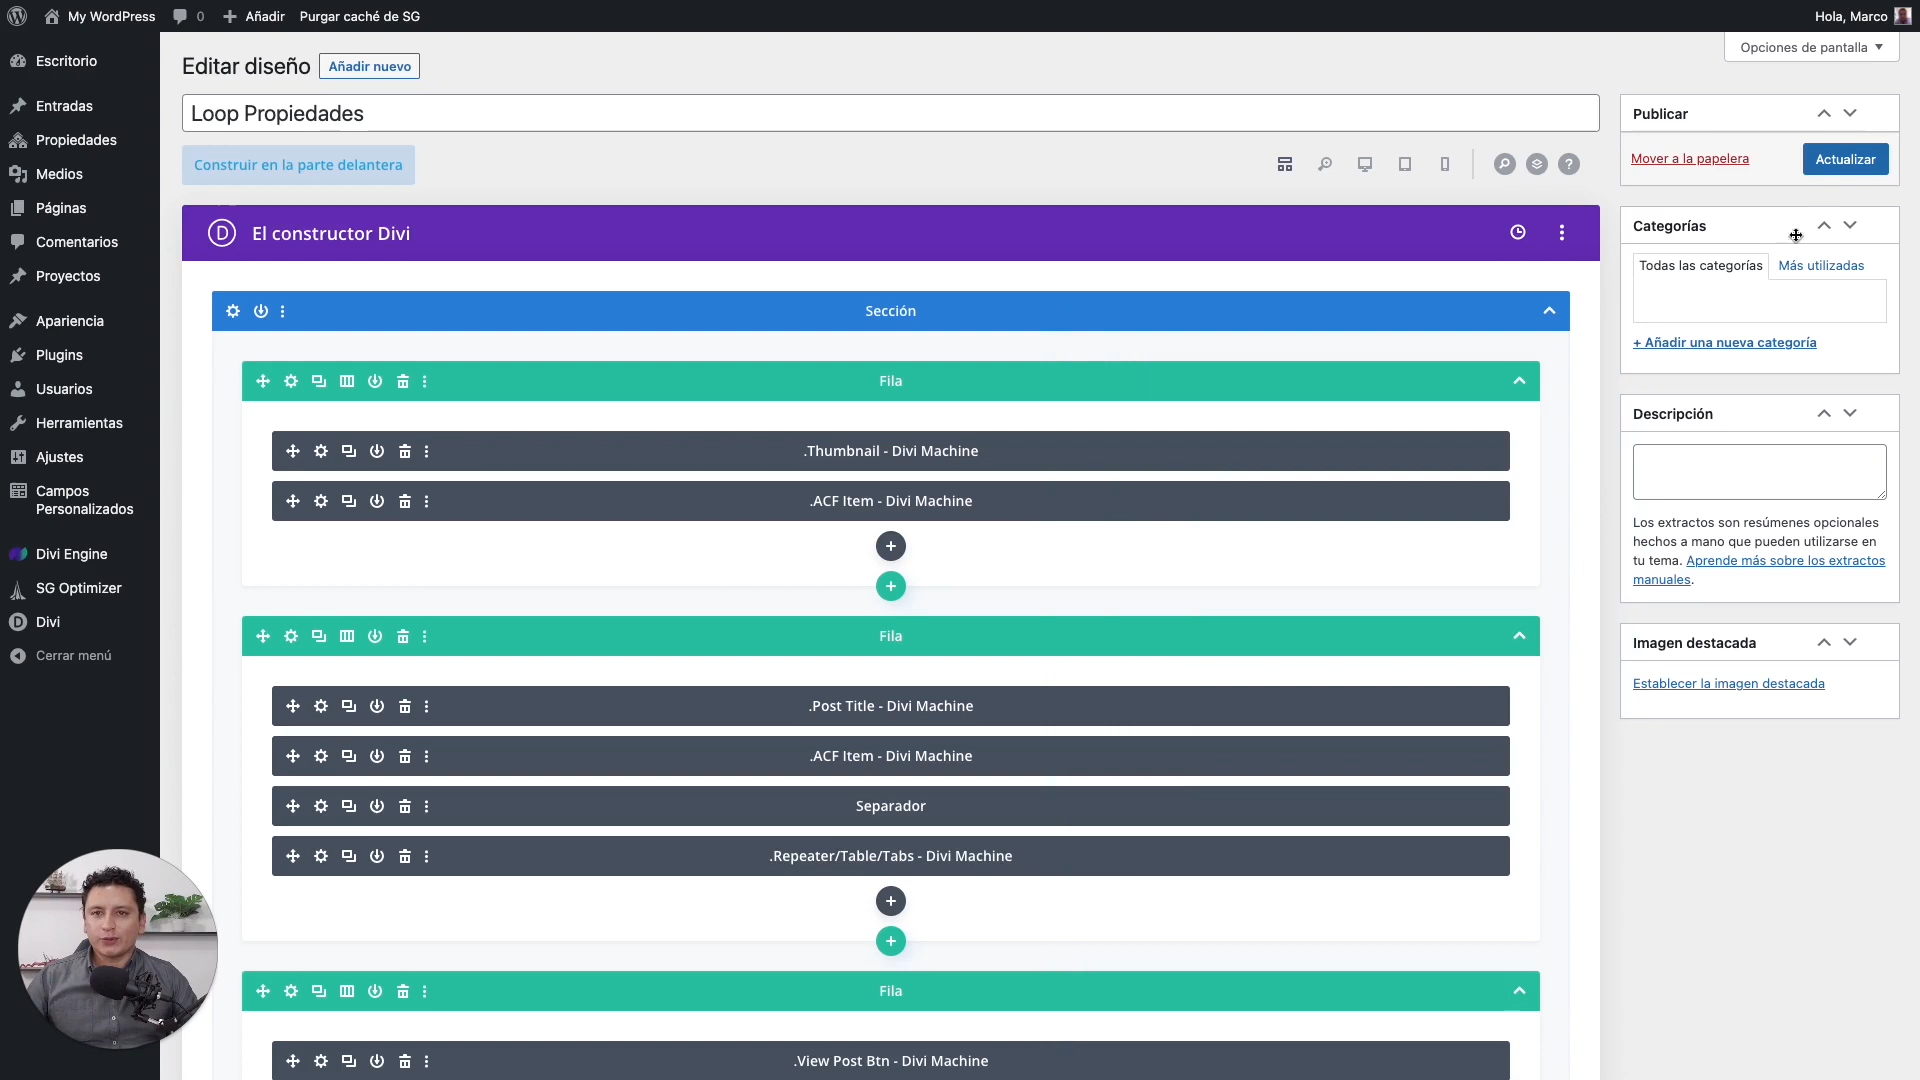 My WordPress
0
Añadir
Purgar caché de SG
Hola, Marco
Opciones de pantalla
Escritorio
Entradas
Propiedades
Medios
Páginas
Comentarios
Proyectos
Apariencia
Plugins
Usuarios
Herramientas
Ajustes
Campos
Personalizados
Divi Engine
SG Optimizer
Divi
Cerrar menú
Editar diseño
Añadir nuevo
Loop Propiedades
Construir en la parte delantera
El constructor Divi
Sección
Fila
.Thumbnail - Divi Machine
.ACF Item - Divi Machine
Fila
.Post Title - Divi Machine
.ACF Item - Divi Machine
Separador
.Repeater/Table/Tabs - Divi Machine
Fila
.View Post Btn - Divi Machine
Publicar
Mover a la papelera
Actualizar
Categorías
Todas las categorías
Más utilizadas
+ Añadir una nueva categoría
Descripción
Los extractos son resúmenes opcionales
hechos a mano que pueden utilizarse en
tu tema. Aprende más sobre los extractos
manuales.
Imagen destacada
Establecer la imagen destacada